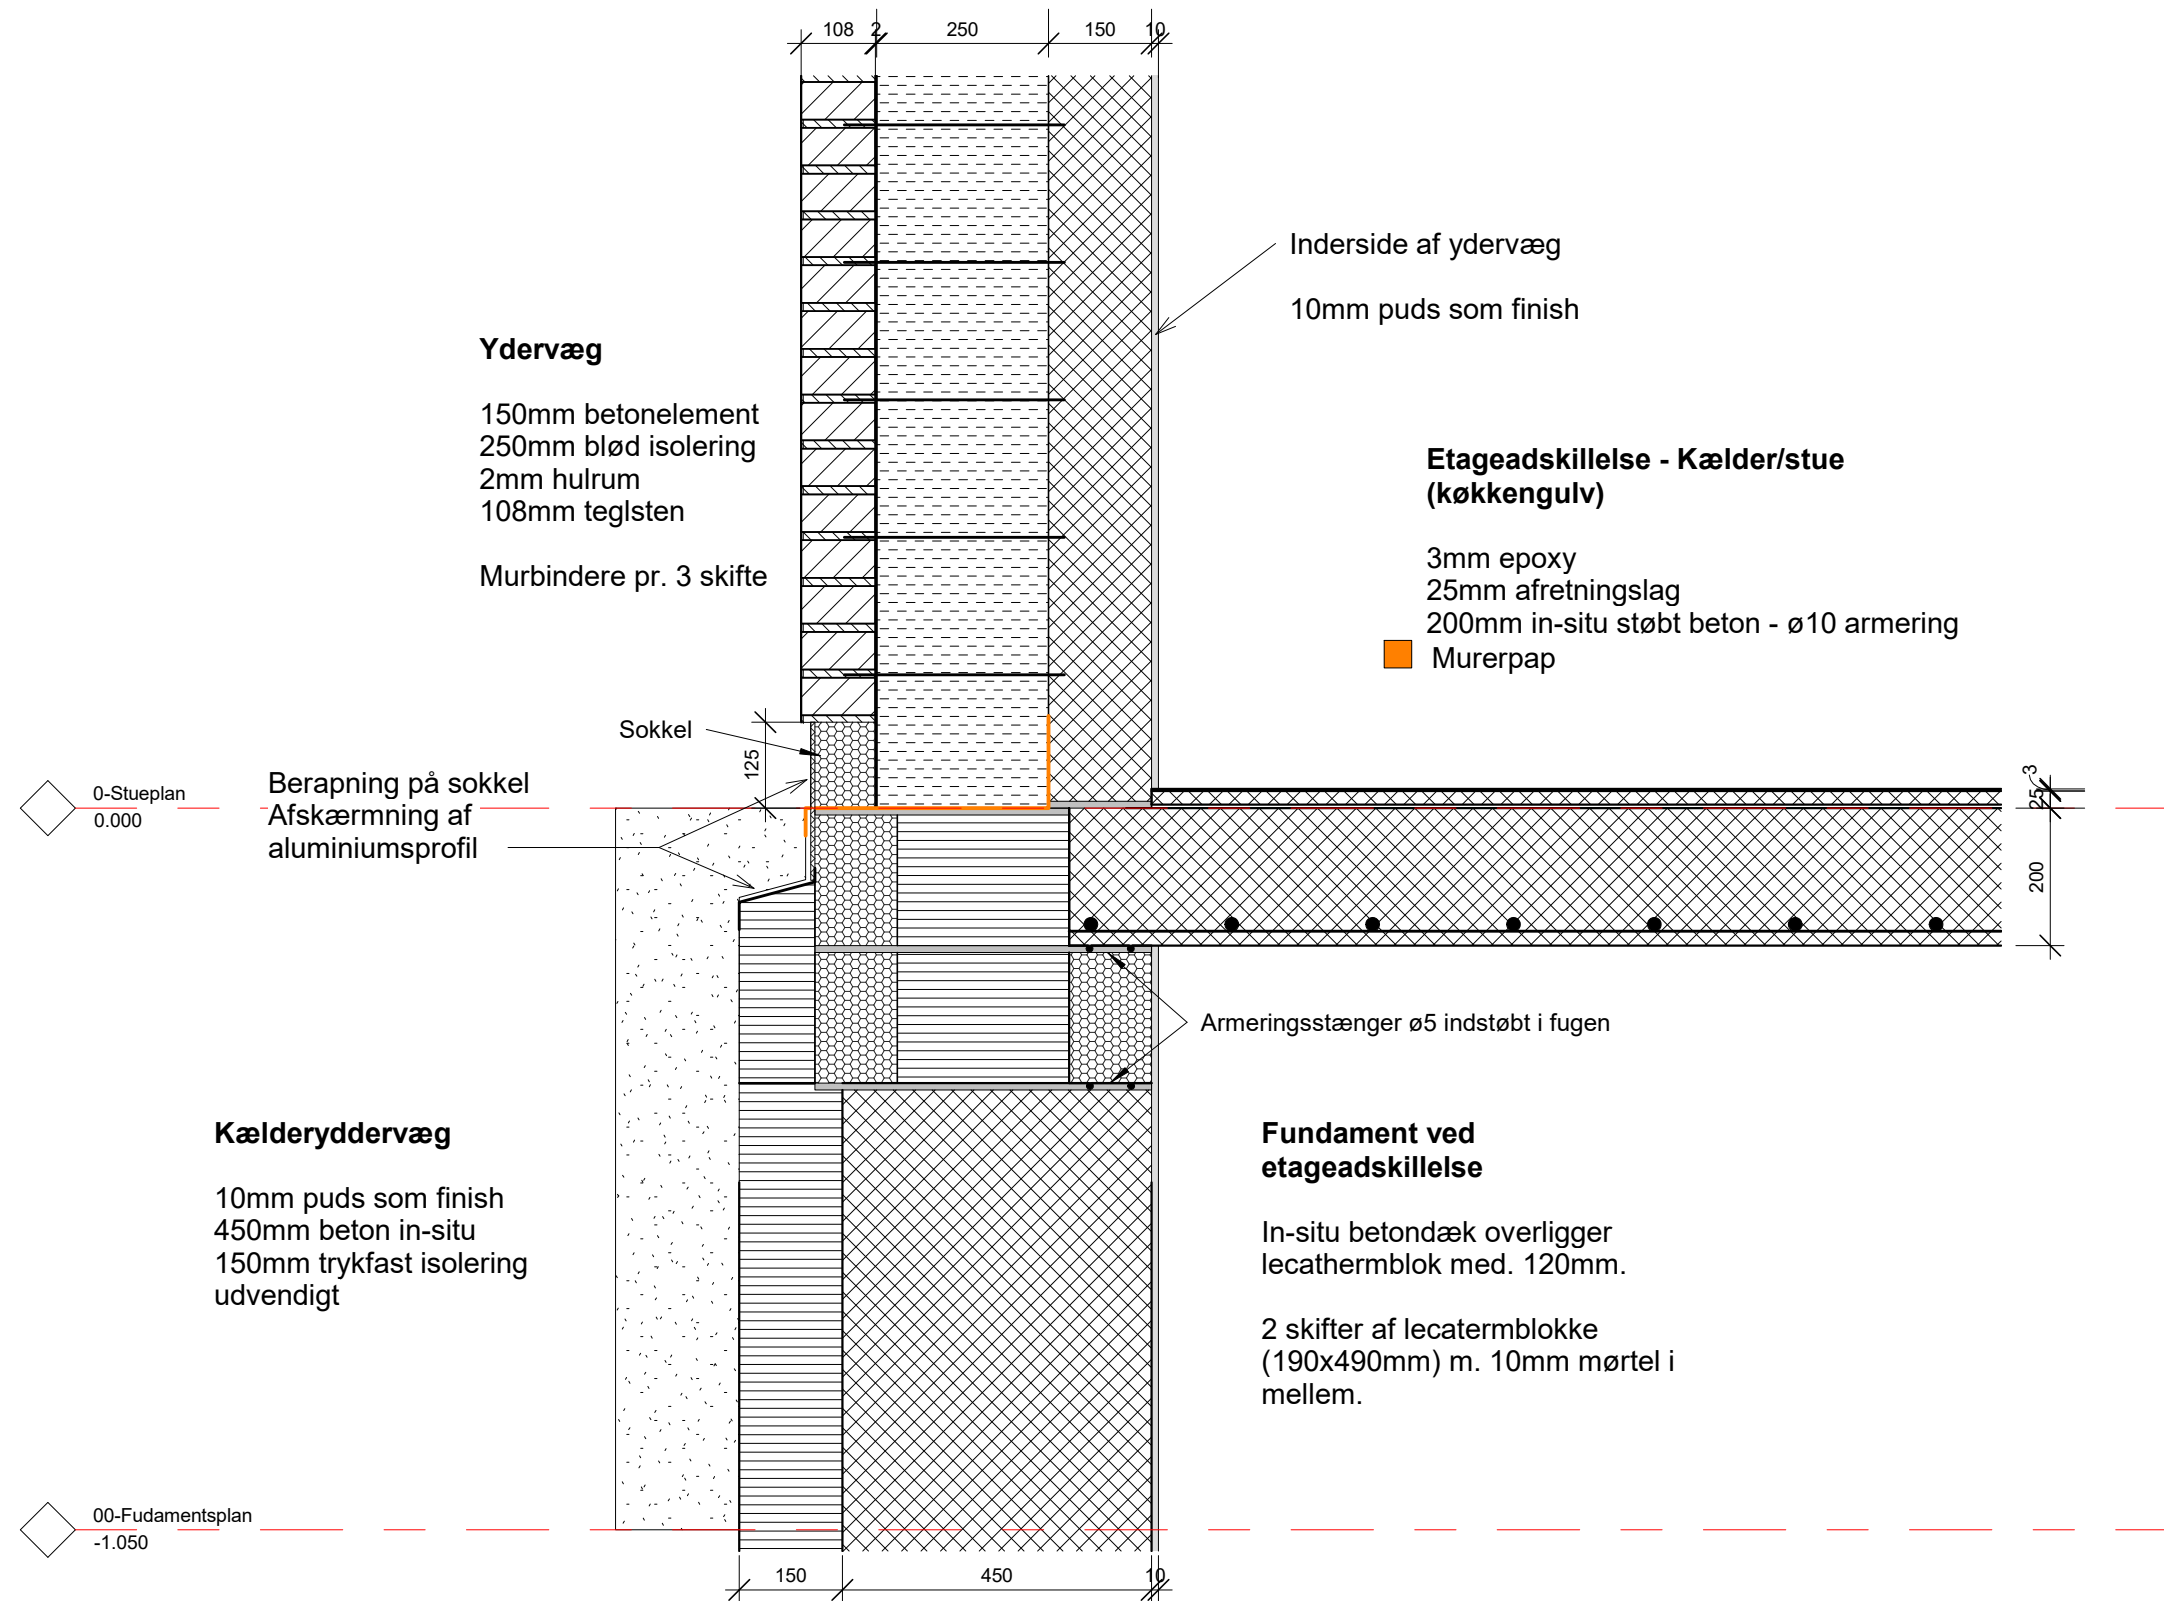 108 2 250 150 10
Inderside af ydervæg
10mm puds som finish
Ydervæg
150mm betonelement
250mm blød isolering
2mm hulrum
108mm teglsten
Murbindere pr. 3 skifte
Etageadskillelse - Kælder/stue
(køkkengulv)
3mm epoxy
25mm afretningslag
200mm in-situ støbt beton - ø10 armering
Murerpap
Sokkel
125
Berapning på sokkel
Afskærmning af
aluminiumsprofil
0-Stueplan
0.000
3
25
200
Armeringsstænger ø5 indstøbt i fugen
Kælderyddervæg
10mm puds som finish
450mm beton in-situ
150mm trykfast isolering
udvendigt
Fundament ved
etageadskillelse
In-situ betondæk overligger
lecathermblok med. 120mm.
2 skifter af lecatermblokke
(190x490mm) m. 10mm mørtel i
mellem.
00-Fudamentsplan
-1.050
150 450 10